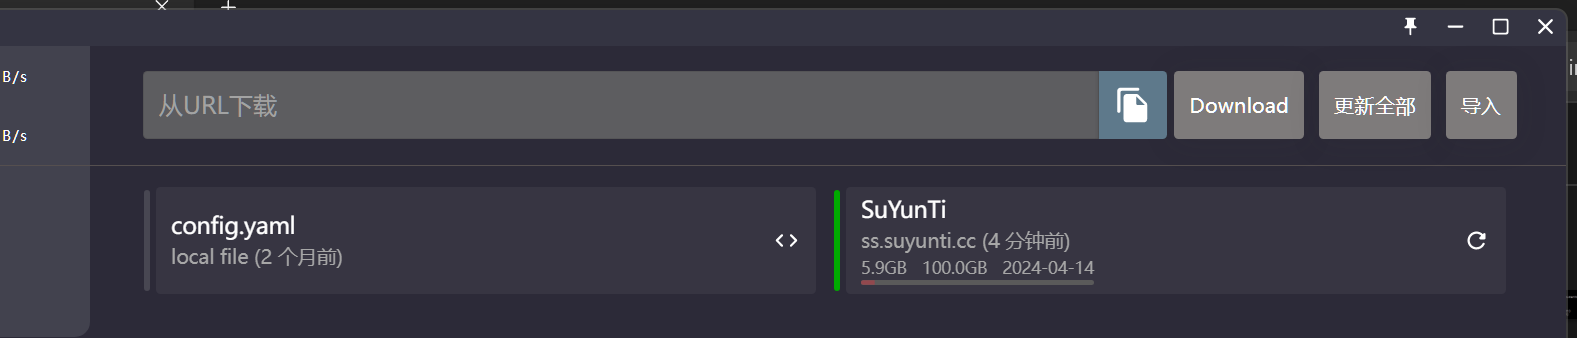 B/s
B/s
从URL下载
Download
更新全部
导入
config.yaml
local file (2 个月前)
SuYunTi
ss.suyunti.cc (4 分钟前)
5.9GB 100.0GB 2024-04-14